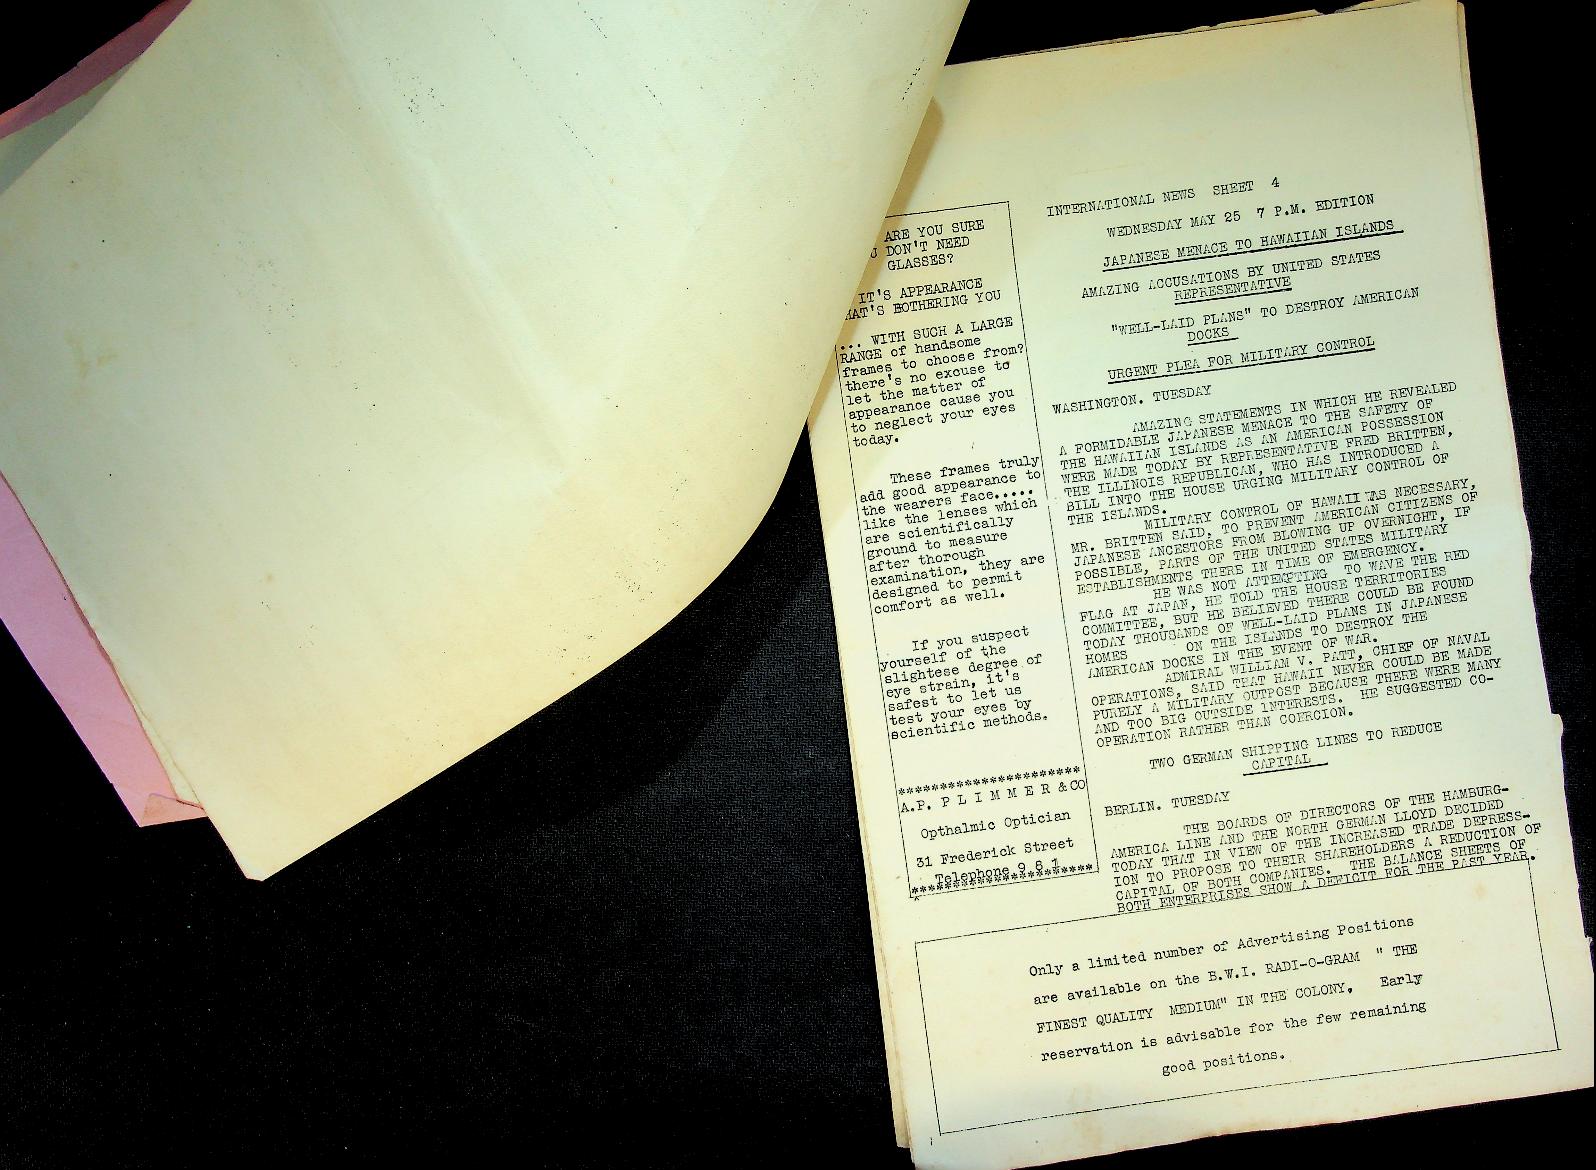 INTERNATIONAL NEWS SHEET 4
WEDNESDAY MAY 25 7 P.M. EDITION
JAPANESE MENACE TO HAWAIIAN ISLANDS
AMAZING ACCUSATIONS BY UNITED STATES
REPRESENTATIVE
"WELL-LAID PLANS" TO DESTROY AMERICAN
DOCKS
URGENT PLEA FOR MILITARY CONTROL
WASHINGTON. TUESDAY
AMAZING STATEMENTS IN WHICH HE REVEALED
A FORMIDABLE JAPANESE MENACE TO THE SAFETY OF
THE HAWAIIAN ISLANDS AS AN AMERICAN POSSESSION
WERE MADE TODAY BY REPRESENTATIVE FRED BRITTEN,
THE ILLINOIS REPUBLICAN, WHO HAS INTRODUCED A
BILL INTO THE HOUSE URGING MILITARY CONTROL OF
THE ISLANDS.
MILITARY CONTROL OF HAWAII WAS NECESSARY,
MR. BRITTEN SAID, TO PREVENT AMERICAN CITIZENS OF
JAPANESE ANCESTORS FROM BLOWING UP OVERNIGHT, IF
POSSIBLE, PARTS OF THE UNITED STATES MILITARY
ESTABLISHMENTS THERE IN TIME OF EMERGENCY.
HE WAS NOT ATTEMPTING TO WAVE THE RED
FLAG AT JAPAN, HE TOLD THE HOUSE TERRITORIES
COMMITTEE, BUT HE BELIEVED THERE COULD BE FOUND
TODAY THOUSANDS OF WELL-LAID PLANS IN JAPANESE
HOMES ON THE ISLANDS TO DESTROY THE
AMERICAN DOCKS IN THE EVENT OF WAR.
ADMIRAL WILLIAM V. PATT, CHIEF OF NAVAL
OPERATIONS, SAID THAT HAWAII NEVER COULD BE MADE
PURELY A MILITARY OUTPOST BECAUSE THERE WERE MANY
AND TOO BIG OUTSIDE INTERESTS. HE SUGGESTED CO-
OPERATION RATHER THAN COERCION.
TWO GERMAN SHIPPING LINES TO REDUCE
CAPITAL
BERLIN. TUESDAY
THE BOARDS OF DIRECTORS OF THE HAMBURG-
AMERICA LINE AND THE NORTH GERMAN LLOYD DECIDED
TODAY THAT IN VIEW OF THE INCREASED TRADE DEPRESS-
ION TO PROPOSE TO THEIR SHAREHOLDERS A REDUCTION OF
CAPITAL OF BOTH COMPANIES. THE BALANCE SHEETS OF
BOTH ENTERPRISES SHOW A DEFICIT FOR THE PAST YEAR.
ARE YOU SURE
U DON'T NEED
GLASSES?
IT'S APPEARANCE
HAT'S BOTHERING YOU
... WITH SUCH A LARGE
RANGE of handsome
frames to choose from?
there's no excuse to
let the matter of
appearance cause you
to neglect your eyes
today.
These frames truly
add good appearance to
the wearers face.....
like the lenses which
are scientifically
ground to measure
after thorough
examination, they are
designed to permit
comfort as well.
If you suspect
yourself of the
slightese degree of
eye strain, it's
safest to let us
test your eyes by
scientific methods.
*********************
A.P. P L I M M E R & CO
Opthalmic Optician
31 Frederick Street
Telephone 9 8 1
*********************
Only a limited number of Advertising Positions
are available on the B.W.I. RADI-O-GRAM " THE
FINEST QUALITY MEDIUM" IN THE COLONY, Early
reservation is advisable for the few remaining
good positions.